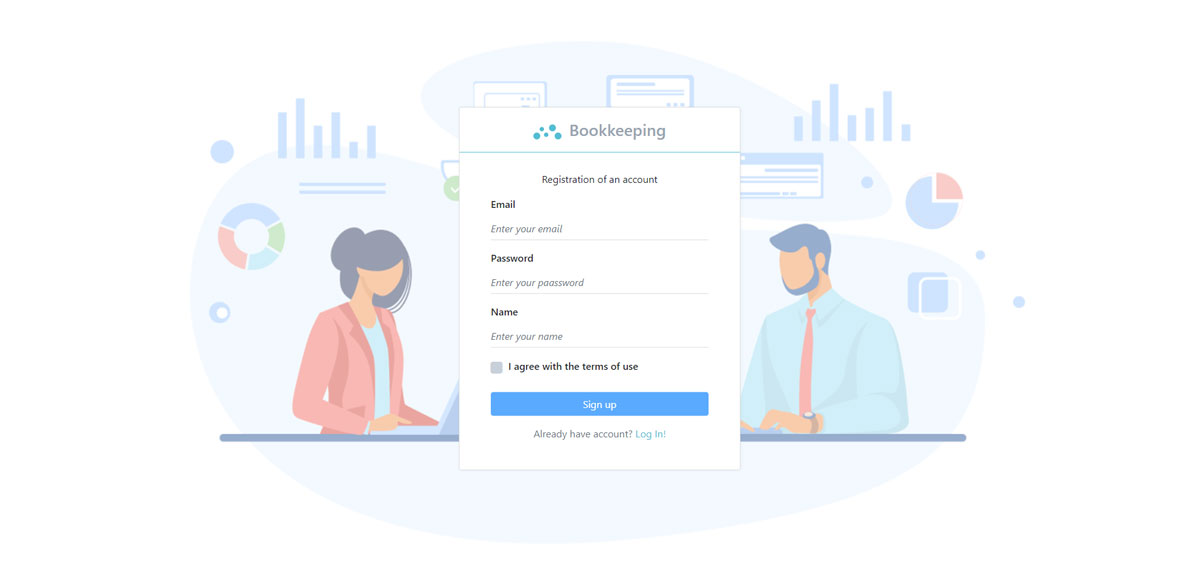 Bookkeeping
Registration of an account
Email
Enter your email
Password
Enter your paassword
Name
Enter your name
I agree with the terms of use
Sign up
Already have account? Log In!